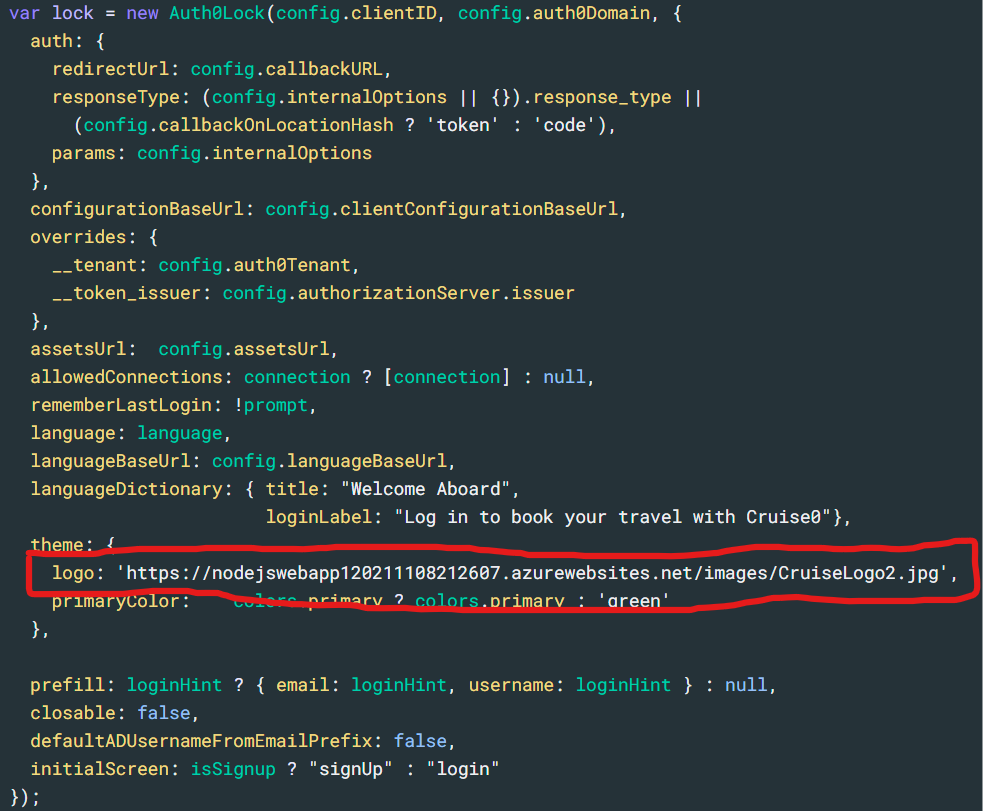 var lock = new Auth0Lock(config.clientID, config.auth0Domain, {
  auth: {
    redirectUrl: config.callbackURL,
    responseType: (config.internalOptions || {}).response_type ||
      (config.callbackOnLocationHash ? 'token' : 'code'),
    params: config.internalOptions
  },
  configurationBaseUrl: config.clientConfigurationBaseUrl,
  overrides: {
    __tenant: config.auth0Tenant,
    __token_issuer: config.authorizationServer.issuer
  },
  assetsUrl:  config.assetsUrl,
  allowedConnections: connection ? [connection] : null,
  rememberLastLogin: !prompt,
  language: language,
  languageBaseUrl: config.languageBaseUrl,
  languageDictionary: { title: "Welcome Aboard",
                        loginLabel: "Log in to book your travel with Cruise0"},
  theme: {
    logo: 'https://nodejswebapp120211108212607.azurewebsites.net/images/CruiseLogo2.jpg',
    primaryColor:    colors.primary ? colors.primary : 'green'
  },
  prefill: loginHint ? { email: loginHint, username: loginHint } : null,
  closable: false,
  defaultADUsernameFromEmailPrefix: false,
  initialScreen: isSignup ? "signUp" : "login"
});